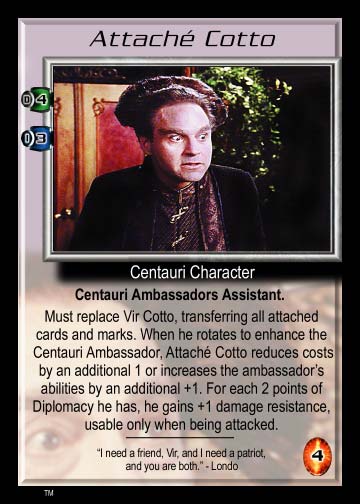 Attaché Cotto
D 4
I 3
Centauri Character
Centauri Ambassadors Assistant.
Must replace Vir Cotto, transferring all attached
cards and marks. When he rotates to enhance the
Centauri Ambassador, Attaché Cotto reduces costs
by an additional 1 or increases the ambassador's
abilities by an additional +1. For each 2 points of
Diplomacy he has, he gains +1 damage resistance,
usable only when being attacked.
"I need a friend, Vir, and I need a patriot,
and you are both." - Londo
4
TM